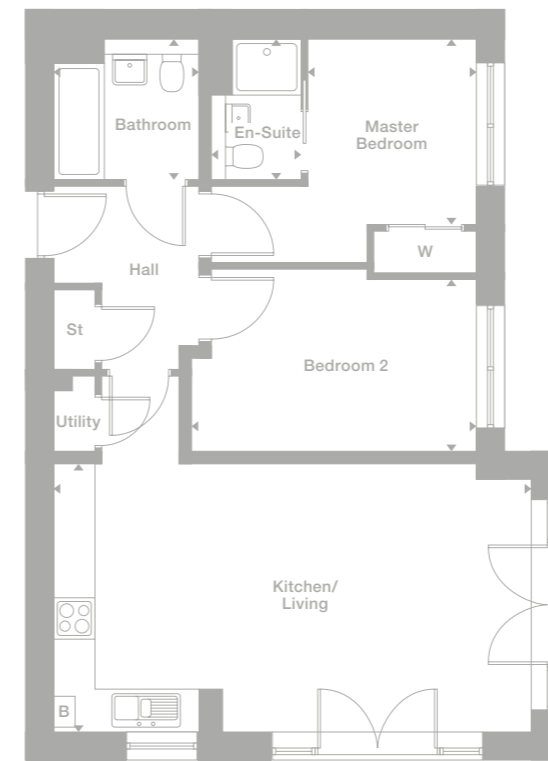 Bathroom
En-Suite
Master
Bedroom
W
Hall
St
Bedroom 2
Utility
Kitchen/
Living
B